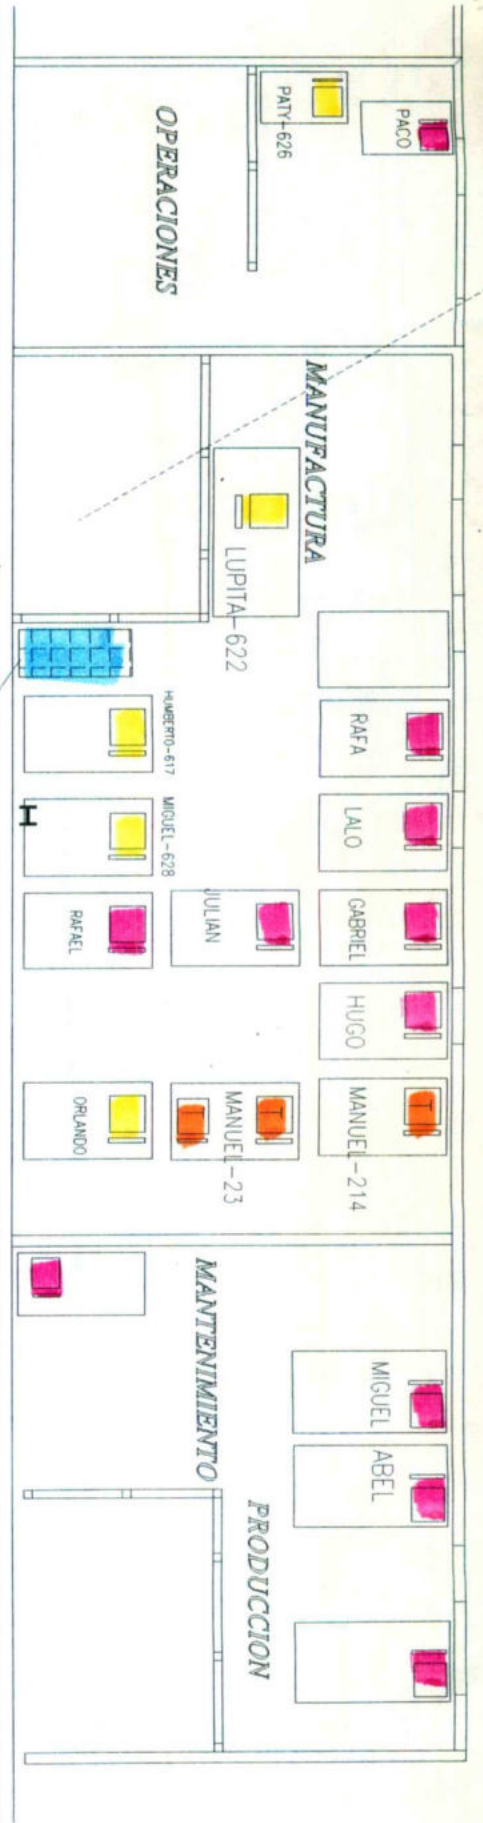 OPERACIONES
PATY-626
PACO
MANUFACTURA
LUPITA-622
HUMBERTO-617
MIGUEL-628
RAFAEL
ORLANDO
JULIAN
MANUEL-23
RAFA
LALO
GABRIEL
HUGO
MANUEL-214
H
T
T
T
MANTENIMIENTO
MIGUEL
ABEL
PRODUCCION